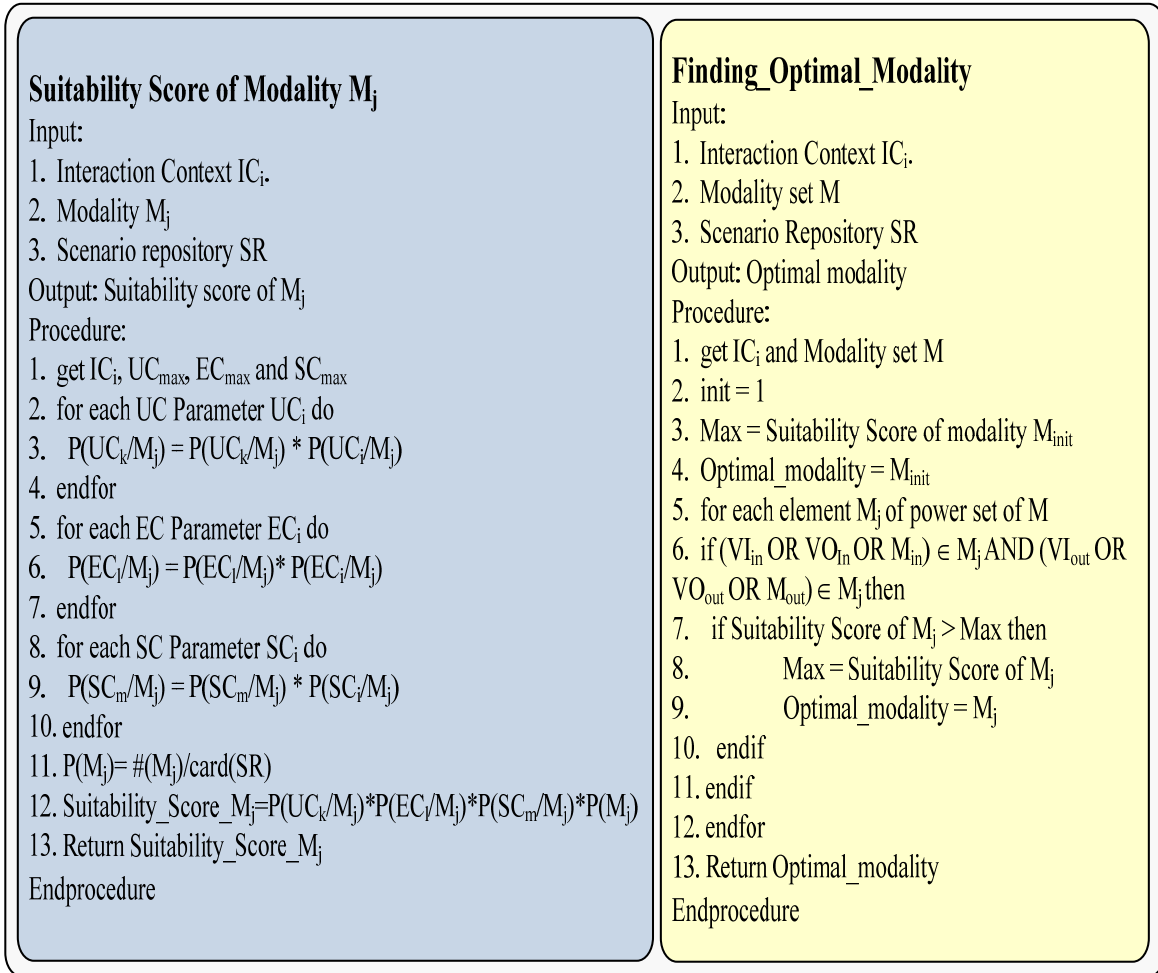 Suitability Score of Modality Mj
Input:
1. Interaction Context ICi.
2. Modality Mj
3. Scenario repository SR
Output: Suitability score of Mj
Procedure:
1. get ICi, UCmax, ECmax and SCmax
2. for each UC Parameter UCi do
3. P(UCk/Mj) = P(UCk/Mj) * P(UCi/Mj)
4. endfor
5. for each EC Parameter ECi do
6. P(ECl/Mj) = P(ECl/Mj)* P(ECi/Mj)
7. endfor
8. for each SC Parameter SCi do
9. P(SCm/Mj) = P(SCm/Mj) * P(SCi/Mj)
10. endfor
11. P(Mj)= #(Mj)/card(SR)
12. Suitability_Score_Mj=P(UCk/Mj)*P(ECl/Mj)*P(SCm/Mj)*P(Mj)
13. Return Suitability_Score_Mj
Endprocedure
Finding_Optimal_Modality
Input:
1. Interaction Context ICi.
2. Modality set M
3. Scenario Repository SR
Output: Optimal modality
Procedure:
1. get ICi and Modality set M
2. init = 1
3. Max = Suitability Score of modality Minit
4. Optimal_modality = Minit
5. for each element Mj of power set of M
6. if (VIin OR VOIn OR Min) ∈ Mj AND (VIout OR
VOout OR Mout) ∈ Mj then
7. if Suitability Score of Mj > Max then
8. Max = Suitability Score of Mj
9. Optimal_modality = Mj
10. endif
11. endif
12. endfor
13. Return Optimal_modality
Endprocedure